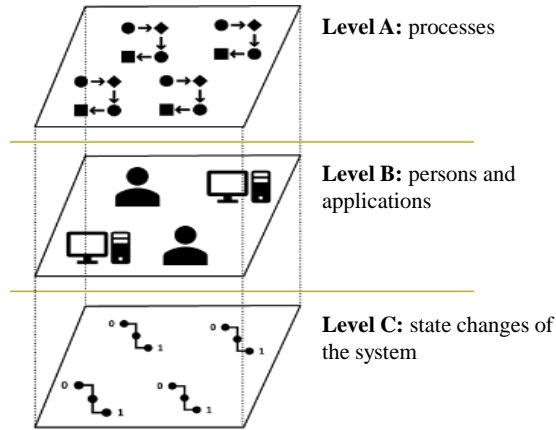 Level A: processes
Level B: persons and
applications
Level C: state changes of
the system
0
1
0
1
0
1
0
1